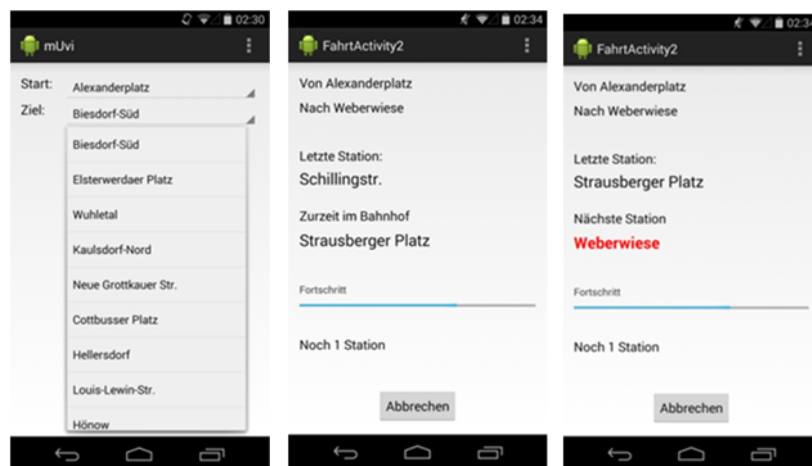 02:30
mUvi
Start: Alexanderplatz
Ziel: Biesdorf-Süd
Biesdorf-Süd
Elsterwerdaer Platz
Wuhletal
Kaulsdorf-Nord
Neue Grottkauer Str.
Cottbusser Platz
Hellersdorf
Louis-Lewin-Str.
Hönow
02:34
FahrtActivity2
Von Alexanderplatz
Nach Weberwiese
Letzte Station:
Schillingstr.
Zurzeit im Bahnhof
Strausberger Platz
Fortschritt
Noch 1 Station
Abbrechen
02:34
FahrtActivity2
Von Alexanderplatz
Nach Weberwiese
Letzte Station:
Strausberger Platz
Nächste Station
Weberwiese
Fortschritt
Noch 1 Station
Abbrechen